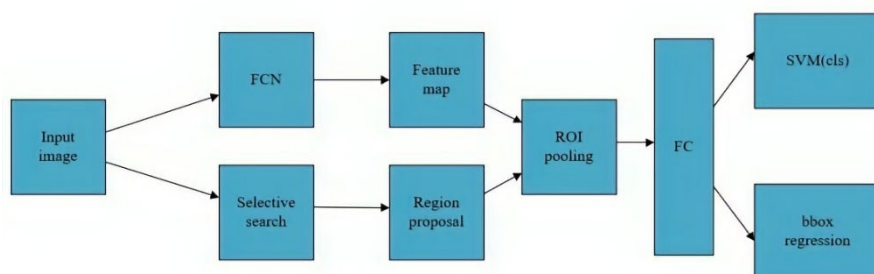 Input
image
FCN
Selective
search
Feature
map
Region
proposal
ROI
pooling
FC
SVM(cls)
bbox
regression